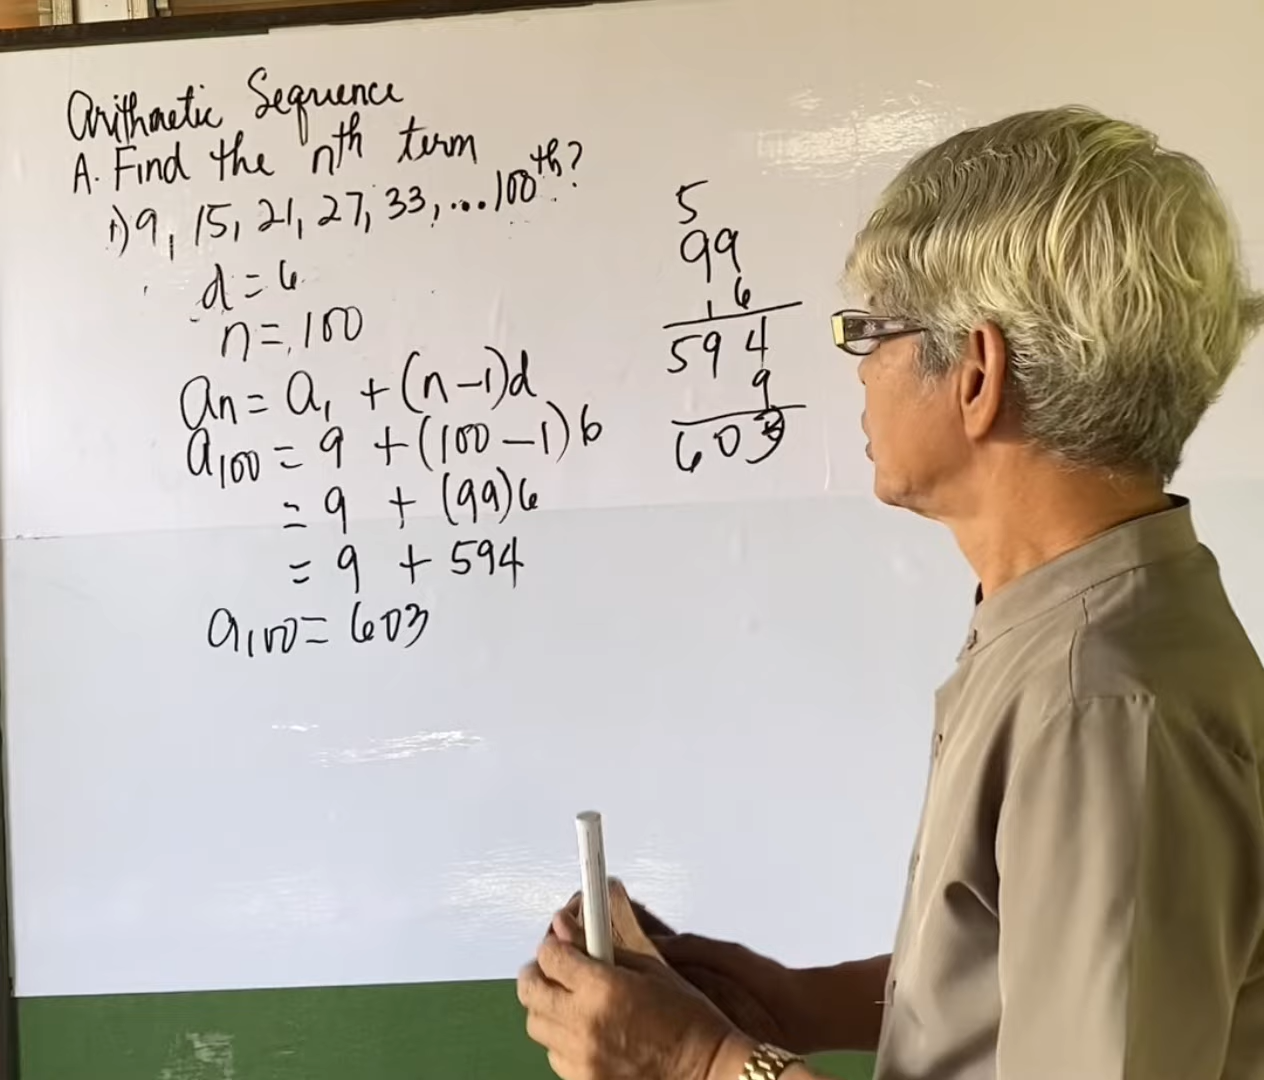 Arithmetic Sequence
A. Find the nth term
1) 9, 15, 21, 27, 33, ... 100th?
d = 6
n = 100
an = a1 + (n-1)d
a100 = 9 + (100-1)6
= 9 + (99)6
= 9 + 594
a100 = 603
5
99
6
594
9
603